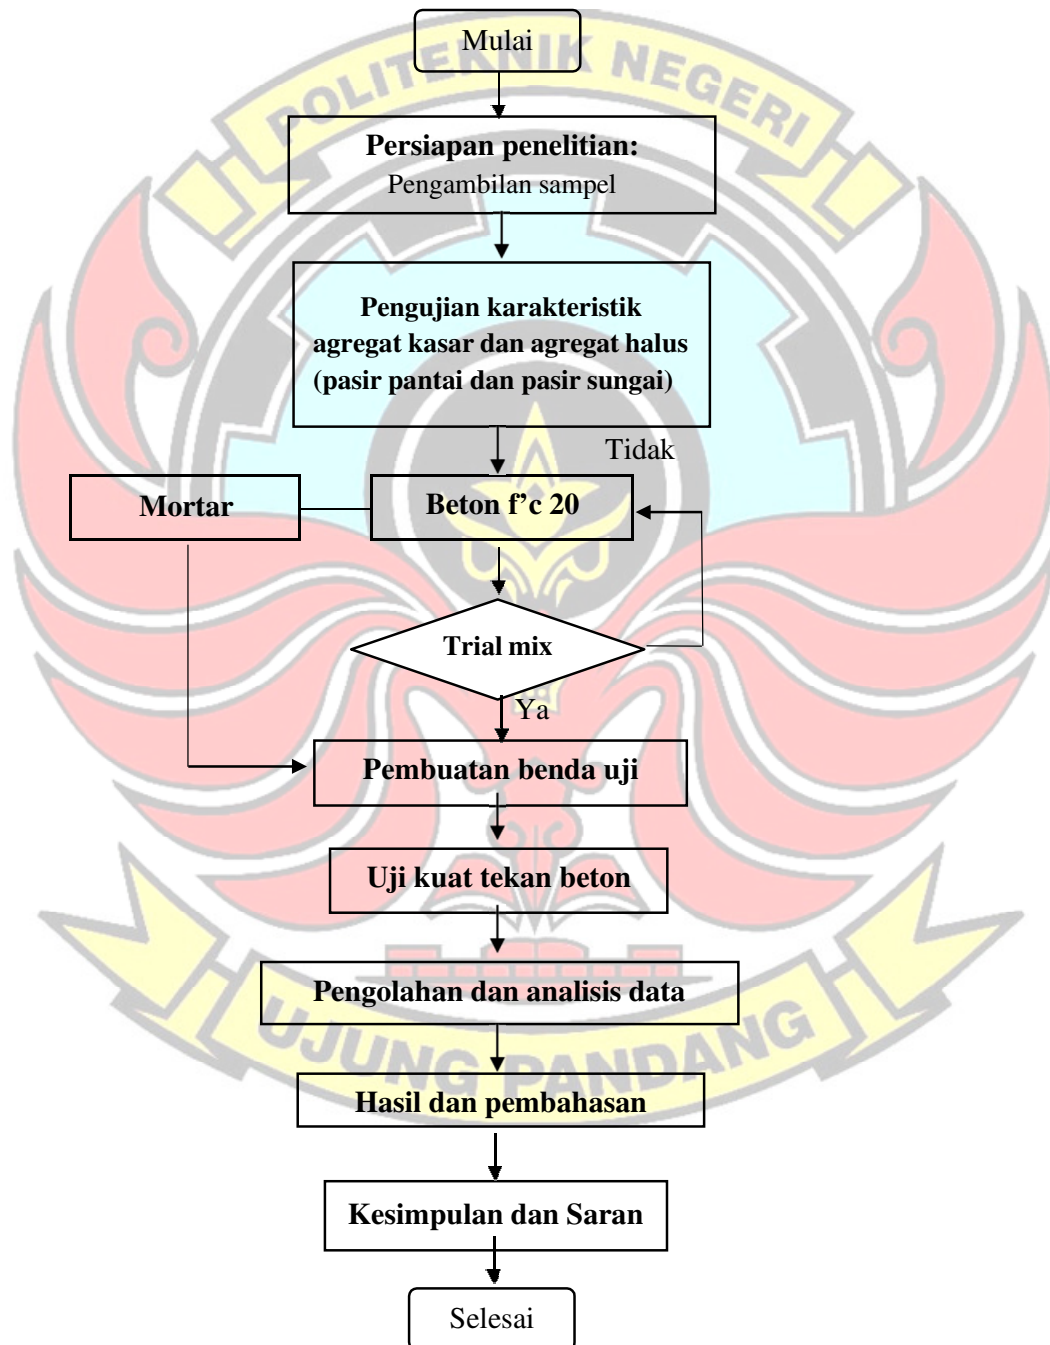 Mulai
POLITEKNIK NEGERI
Persiapan penelitian:
Pengambilan sampel
Pengujian karakteristik
agregat kasar dan agregat halus
(pasir pantai dan pasir sungai)
Tidak
Mortar
Beton f’c 20
Trial mix
Ya
Pembuatan benda uji
Uji kuat tekan beton
Pengolahan dan analisis data
UJUNG PANDANG
Hasil dan pembahasan
Kesimpulan dan Saran
Selesai